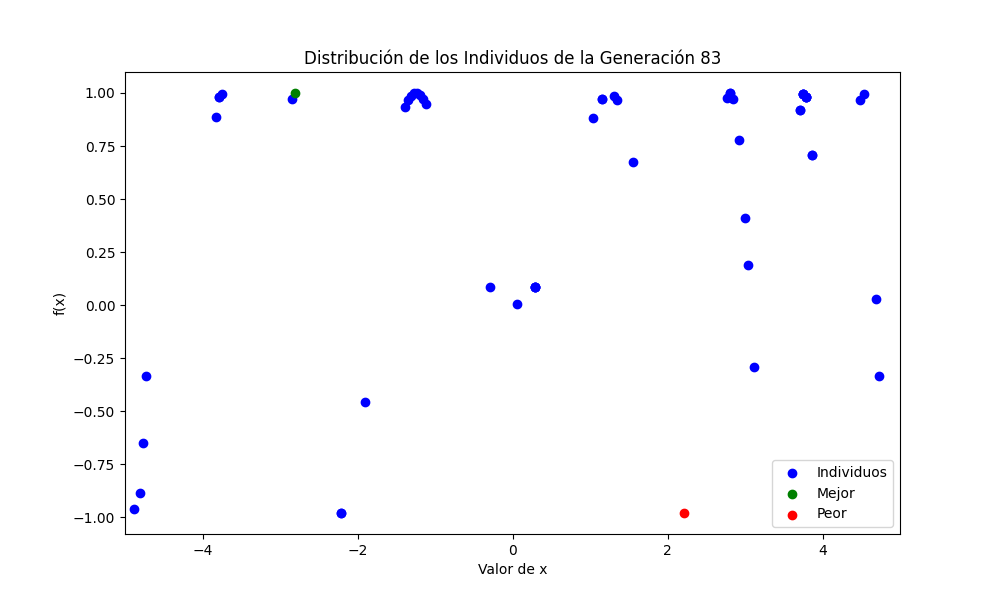 Distribución de los Individuos de la Generación 83
f(x)
1.00
0.75
0.50
0.25
0.00
−0.25
−0.50
−0.75
−1.00
−4
−2
0
2
4
Valor de x
Individuos
Mejor
Peor